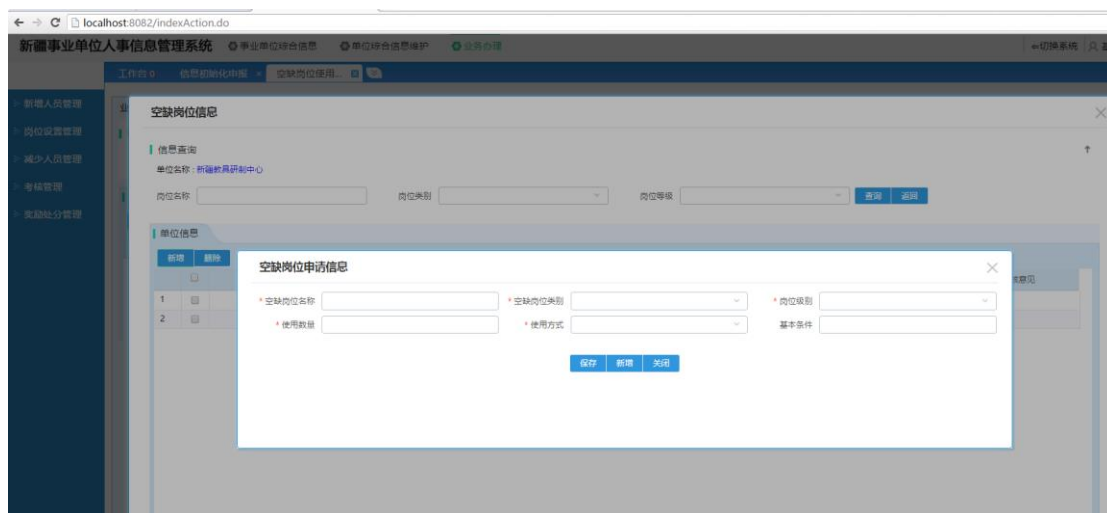 localhost:8082/indexAction.do
新疆事业单位人事信息管理系统 事业单位综合信息 单位综合信息维护 业务办理 切换系统
工作台 信息初始化申报 × 空缺岗位使用...
新增人员管理
岗位设置管理
减少人员管理
考核管理
奖励处分管理
空缺岗位信息
信息查询
单位名称：新疆教具研制中心
岗位名称 岗位类别 岗位等级 查询 返回
单位信息
新增 删除
1
2
空缺岗位申请信息
* 空缺岗位名称 * 空缺岗位类别 * 岗位级别
* 使用数量 * 使用方式 基本条件
保存 新增 关闭